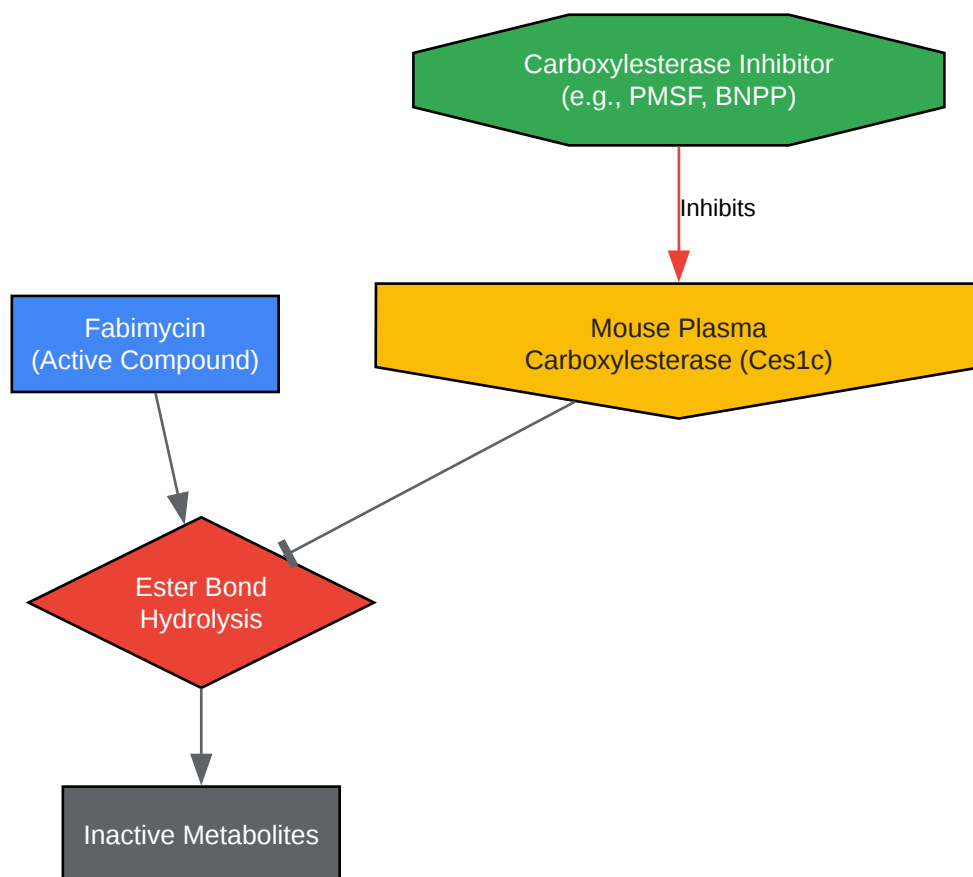 Carboxylesterase Inhibitor
(e.g., PMSF, BNPP)
Inhibits
Fabimycin
(Active Compound)
Mouse Plasma
Carboxylesterase (Ces1c)
Ester Bond
Hydrolysis
Inactive Metabolites